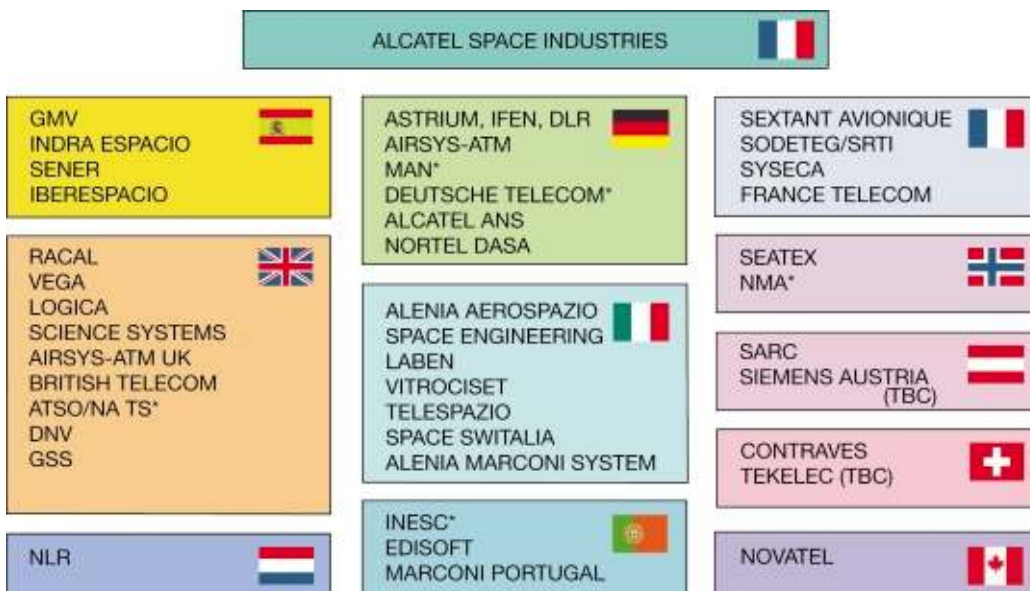 ALCATEL SPACE INDUSTRIES
GMV
INDRA ESPACIO
SENER
IBERESPACIO
RACAL
VEGA
LOGICA
SCIENCE SYSTEMS
AIRSYS-ATM UK
BRITISH TELECOM
ATSO/NA TS*
DNV
GSS
NLR
ASTRIUM, IFEN, DLR
AIRSYS-ATM
MAN*
DEUTSCHE TELECOM*
ALCATEL ANS
NORTEL DASA
ALENIA AEROSPAZIO
SPACE ENGINEERING
LABEN
VITROCISET
TELESPAZIO
SPACE SWITALIA
ALENIA MARCONI SYSTEM
INESC*
EDISOFT
MARCONI PORTUGAL
SEXTANT AVIONIQUE
SODETEG/SRTI
SYSECA
FRANCE TELECOM
SEATEX
NMA*
SARC
SIEMENS AUSTRIA
(TBC)
CONTRAVES
TEKELEC (TBC)
NOVATEL